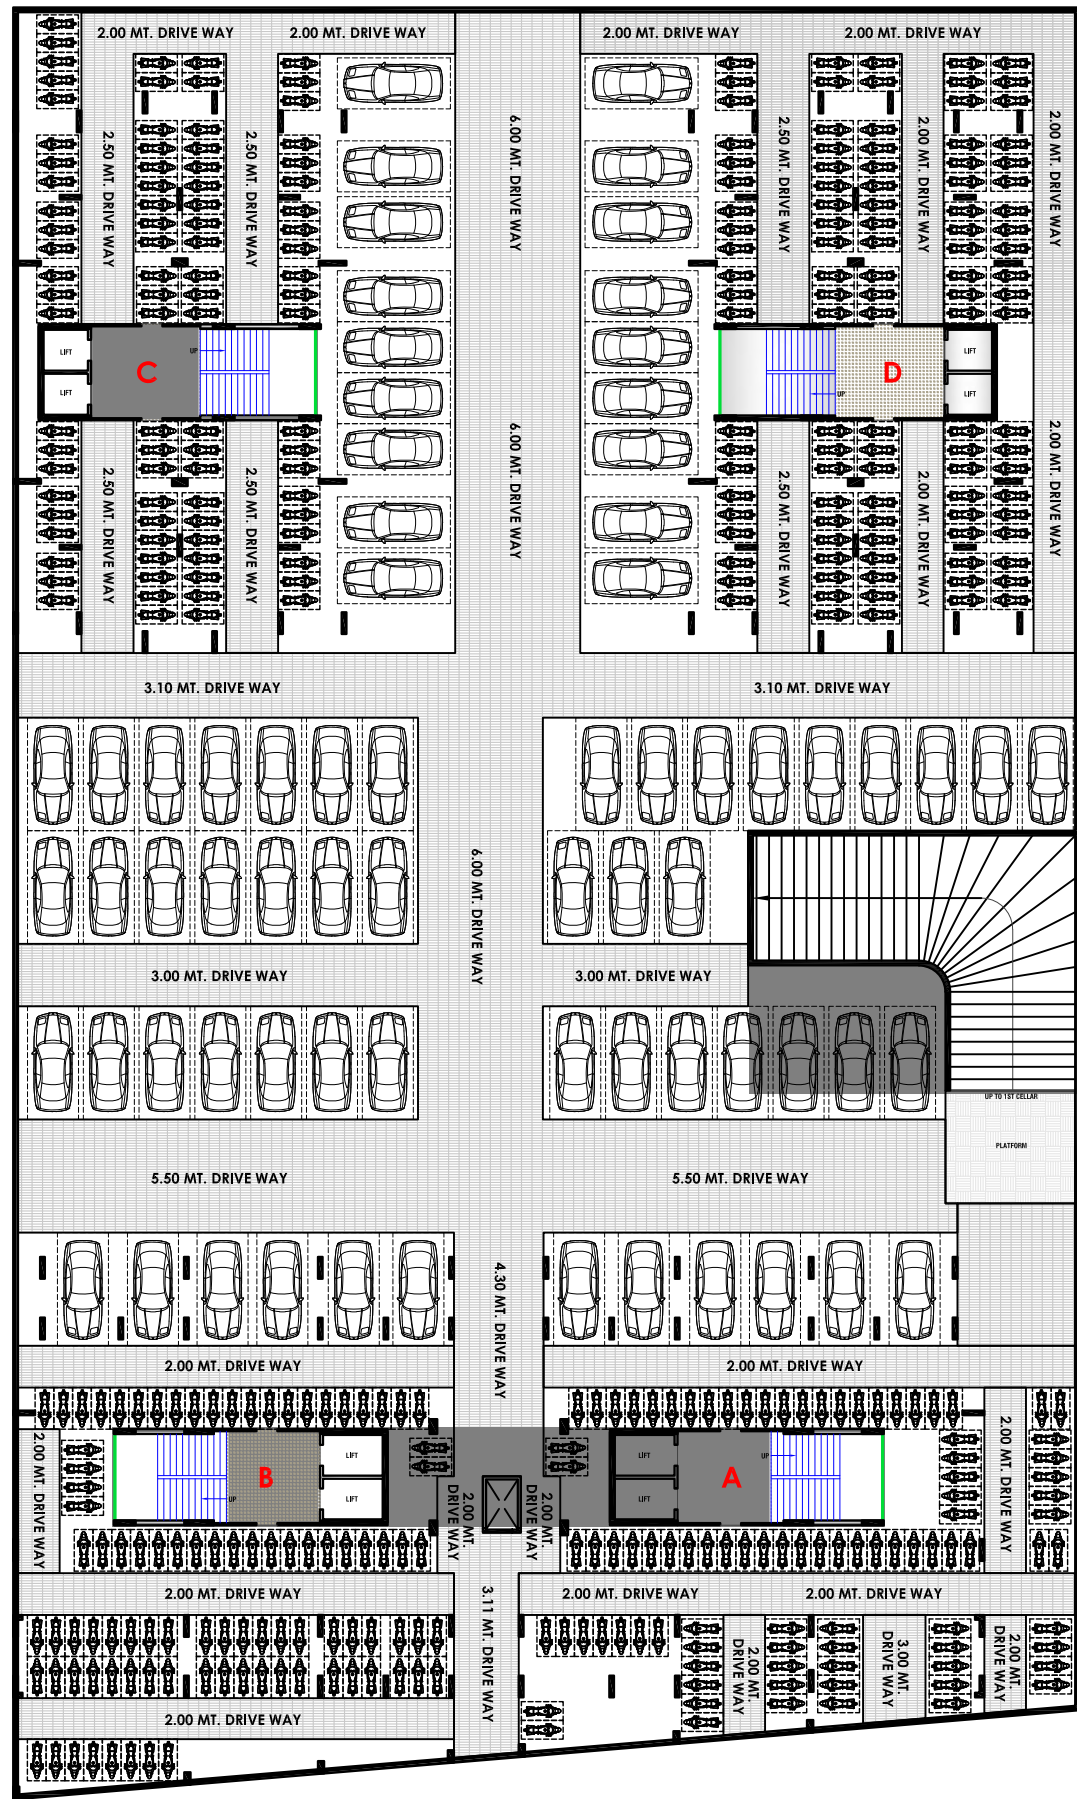 2.00 MT. DRIVE WAY
2.00 MT. DRIVE WAY
2.00 MT. DRIVE WAY
2.00 MT. DRIVE WAY
2.50 MT. DRIVE WAY
2.50 MT. DRIVE WAY
6.00 MT. DRIVE WAY
2.50 MT. DRIVE WAY
2.00 MT. DRIVE WAY
2.00 MT. DRIVE WAY
LIFT
LIFT
C
UP
UP
D
LIFT
LIFT
2.50 MT. DRIVE WAY
2.50 MT. DRIVE WAY
6.00 MT. DRIVE WAY
2.50 MT. DRIVE WAY
2.00 MT. DRIVE WAY
2.00 MT. DRIVE WAY
3.10 MT. DRIVE WAY
3.10 MT. DRIVE WAY
6.00 MT. DRIVE WAY
3.00 MT. DRIVE WAY
3.00 MT. DRIVE WAY
UP TO 1ST CELLAR
PLATFORM
5.50 MT. DRIVE WAY
5.50 MT. DRIVE WAY
4.30 MT. DRIVE WAY
2.00 MT. DRIVE WAY
2.00 MT. DRIVE WAY
2.00 MT. DRIVE WAY
UP
B
LIFT
LIFT
2.00 MT.
DRIVE WAY
2.00 MT.
DRIVE WAY
LIFT
LIFT
A
UP
2.00 MT. DRIVE WAY
2.00 MT. DRIVE WAY
3.11 MT. DRIVE WAY
2.00 MT. DRIVE WAY
2.00 MT. DRIVE WAY
2.00 MT.
DRIVE WAY
3.00 MT.
DRIVE WAY
2.00 MT.
DRIVE WAY
2.00 MT. DRIVE WAY